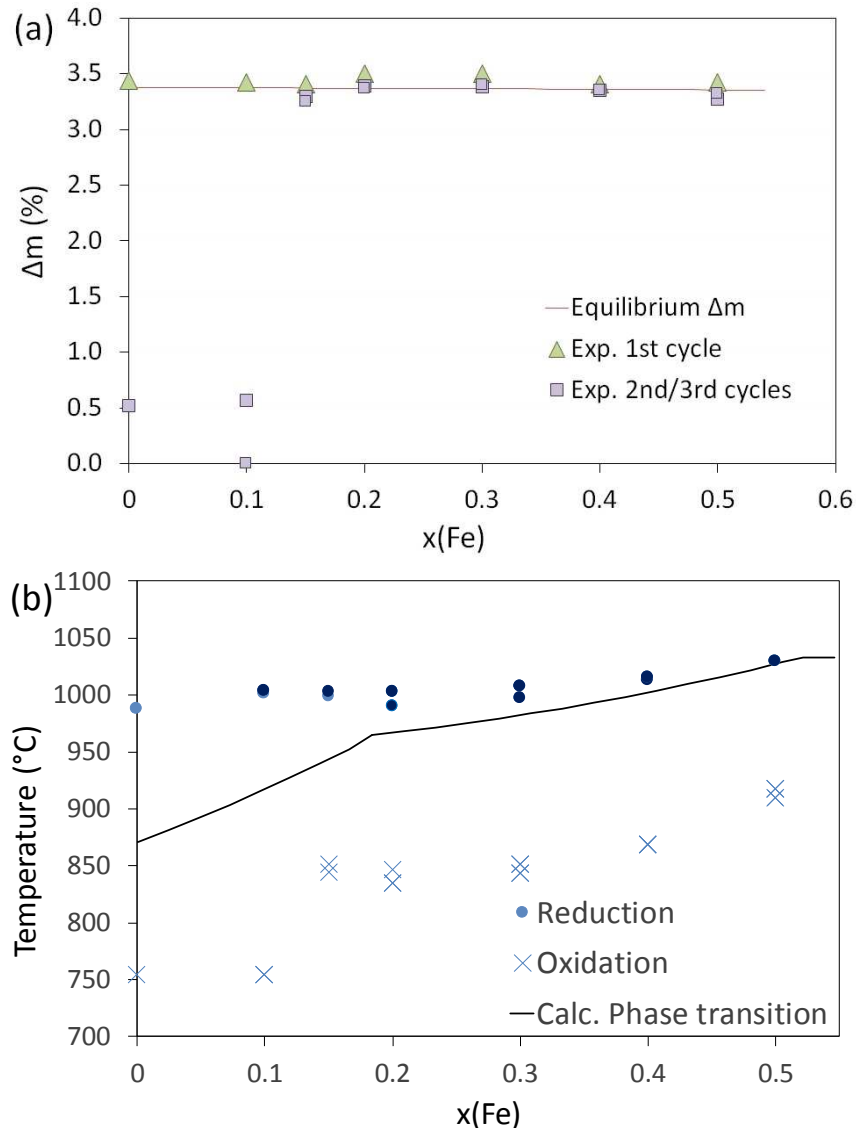 (a)
4.0
3.5
3.0
2.5
2.0
1.5
1.0
0.5
0.0
Δm (%)
Equilibrium Δm
Exp. 1st cycle
Exp. 2nd/3rd cycles
0 0.1 0.2 0.3 0.4 0.5 0.6
x(Fe)
(b)
1100
1050
1000
950
900
850
800
750
700
Temperature (°C)
Reduction
Oxidation
Calc. Phase transition
0 0.1 0.2 0.3 0.4 0.5
x(Fe)